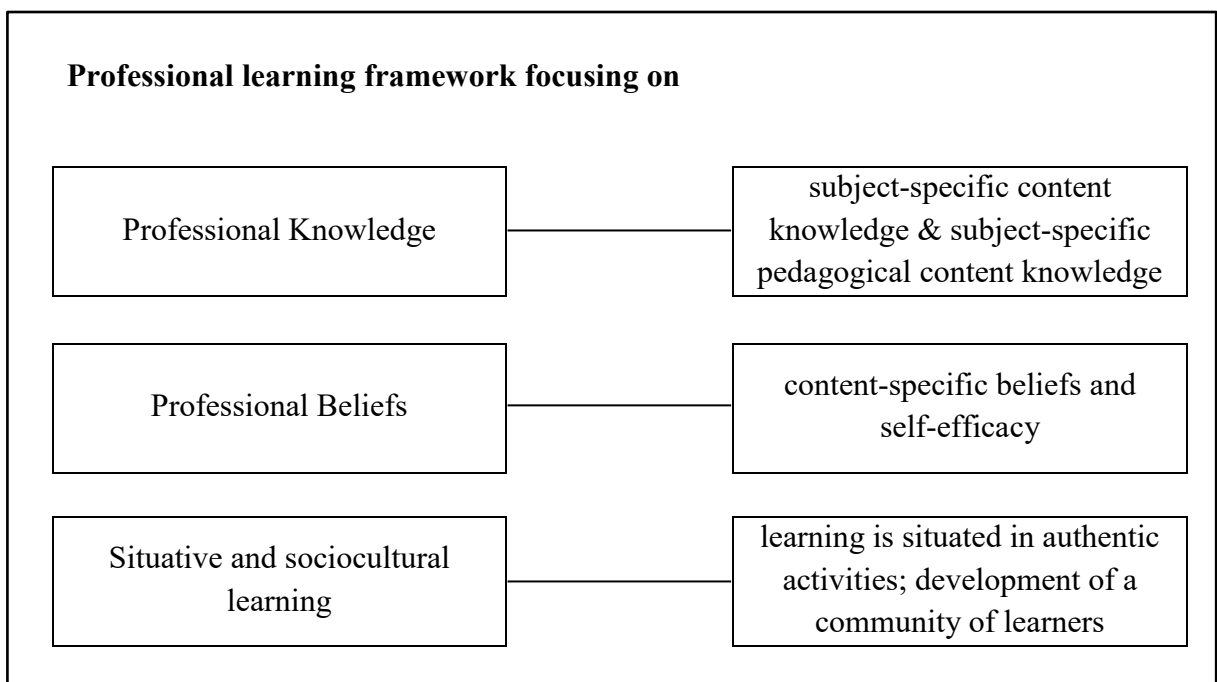 Professional learning framework focusing on
Professional Knowledge
subject-specific content
knowledge & subject-specific
pedagogical content knowledge
Professional Beliefs
content-specific beliefs and
self-efficacy
Situative and sociocultural
learning
learning is situated in authentic
activities; development of a
community of learners